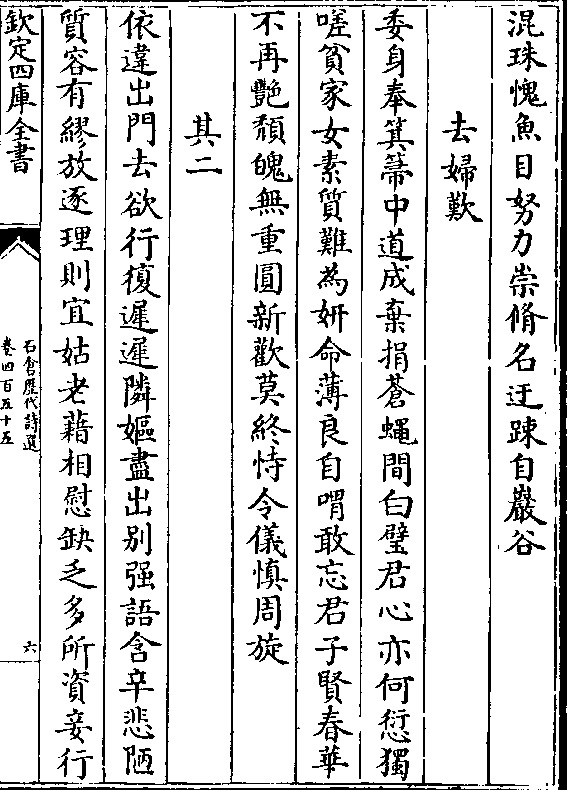 混珠愧魚目努力崇脩名迂踈自巖谷
去婦歎
委身奉箕箒中道成棄捐蒼蠅間白璧君心亦何愆獨
嗟貧家女素質難為妍命薄良自喟敢忘君子賢春華
不再艷頽魄無重圓新歡莫終恃令儀慎周旋
其二
依違出門去欲行復遲遲隣嫗盡出别强語含辛悲陋
質容有繆放逐理則宜姑老藉相慰缺乏多所資妾行
欽定四庫全書
石倉歷代詩選
卷四百五十五
六